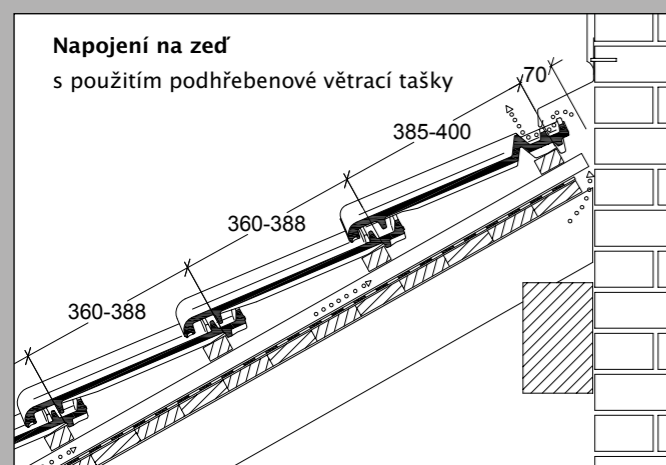 Napojení na zeď
s použitím podhřebenové větrací tašky
70
385-400
360-388
360-388